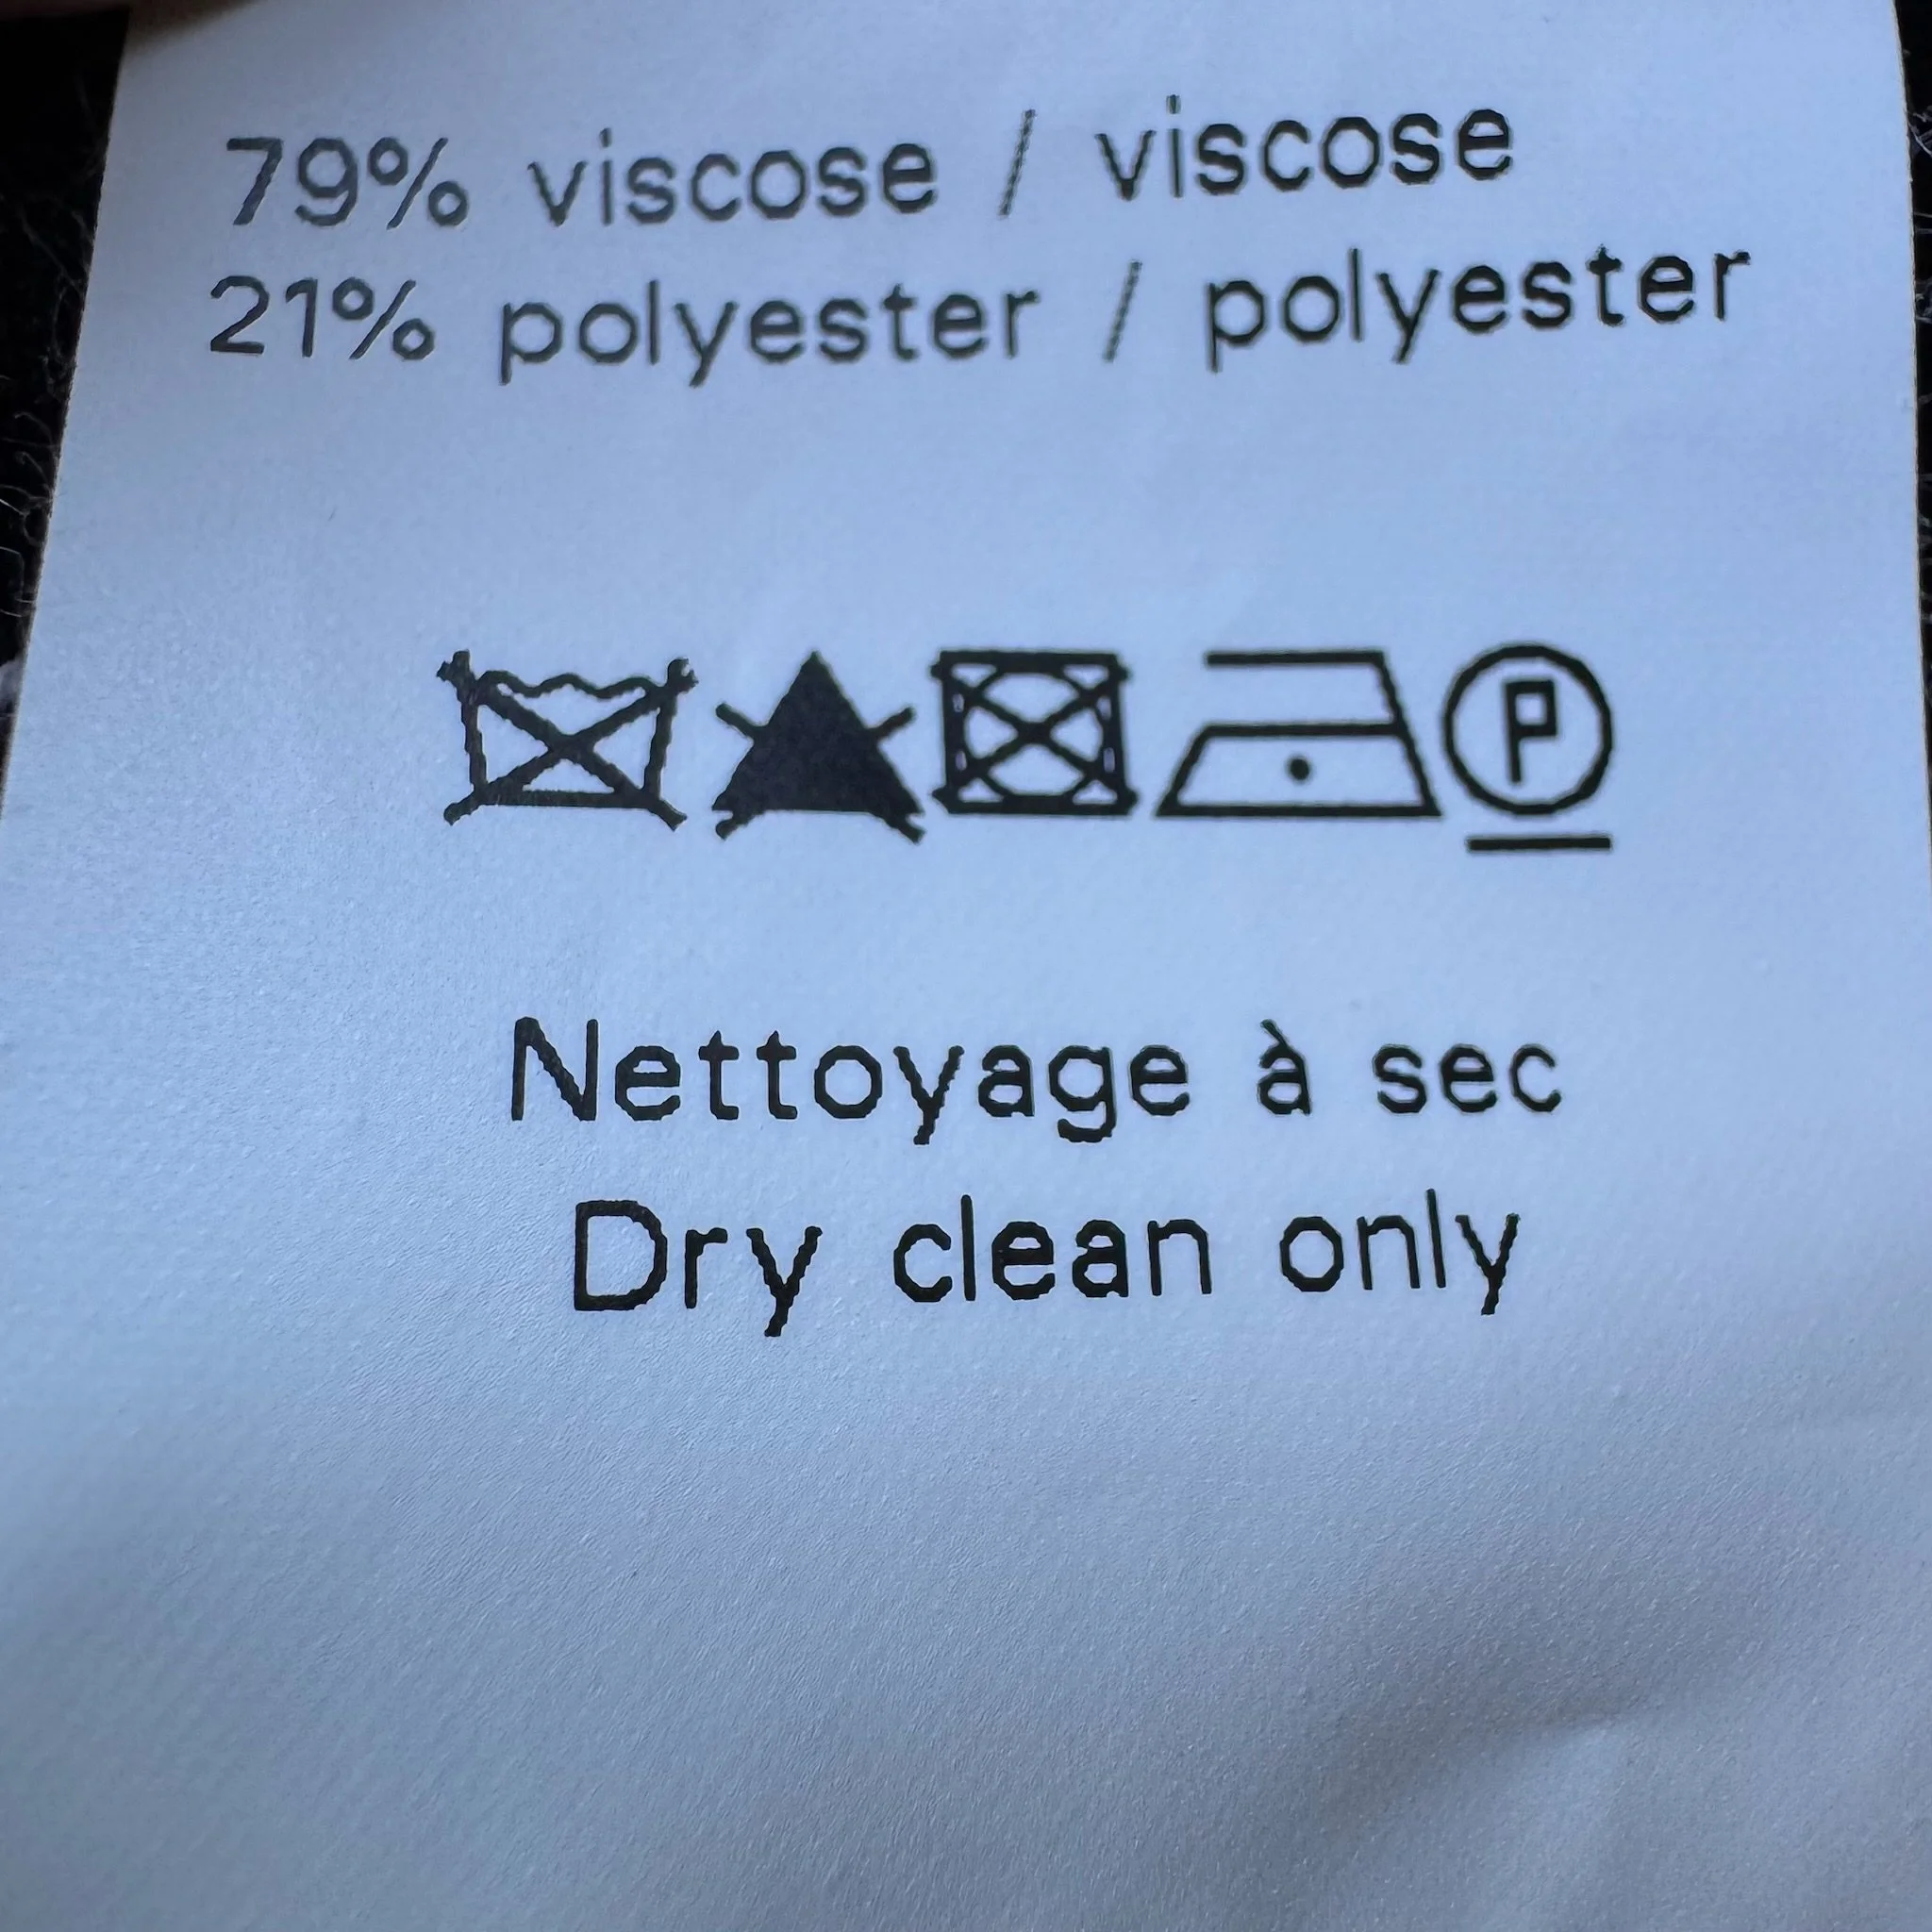 79% viscose / viscose
21% polyester / polyester
P
Nettoyage à sec
Dry clean only